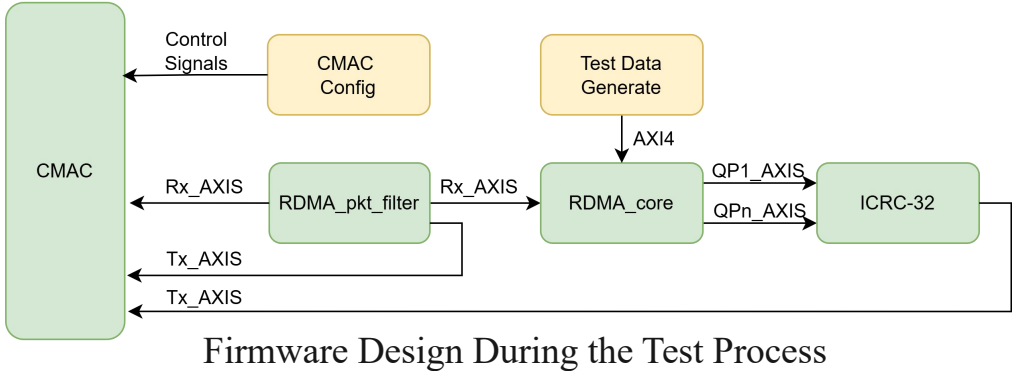 Control
Signals
CMAC
Config
Test Data
Generate
AXI4
CMAC
Rx_AXIS
RDMA_pkt_filter
Rx_AXIS
RDMA_core
QP1_AXIS
QPn_AXIS
ICRC-32
Tx_AXIS
Tx_AXIS
Firmware Design During the Test Process